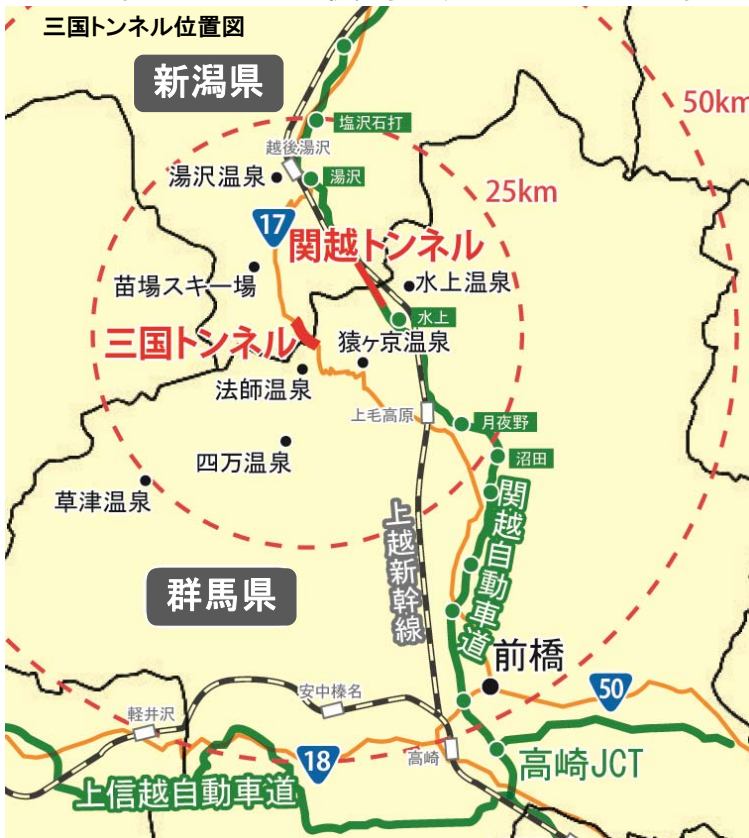 三国トンネル位置図
新潟県
50km
塩沢石打
越後湯沢
湯沢温泉
湯沢
25km
17
関越トンネル
苗場スキー場
水上温泉
水上
三国トンネル
猿ヶ京温泉
法師温泉
上毛高原
月夜野
四万温泉
沼田
草津温泉
関越自動車道
上越新幹線
群馬県
前橋
安中榛名
50
軽井沢
18
高崎
高崎JCT
上信越自動車道